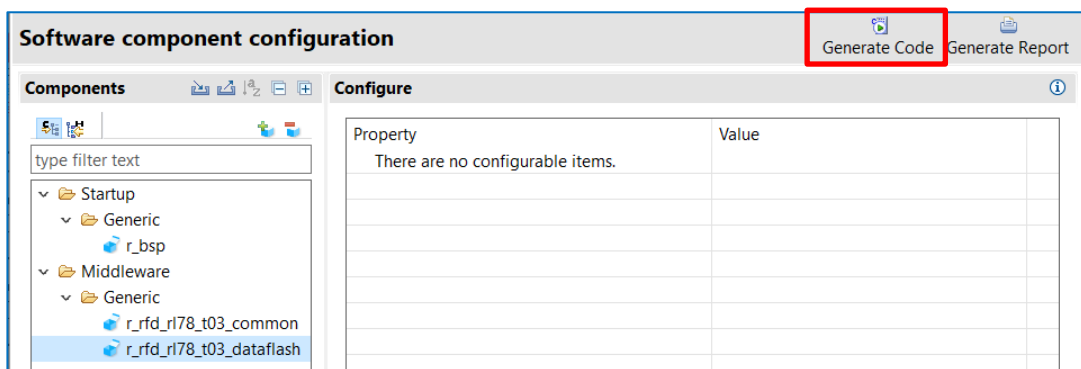 Software component configuration
Generate Code
Generate Report
Components
Configure
type filter text
Property
Value
There are no configurable items.
Startup
Generic
r_bsp
Middleware
Generic
r_rfd_rl78_t03_common
r_rfd_rl78_t03_dataflash